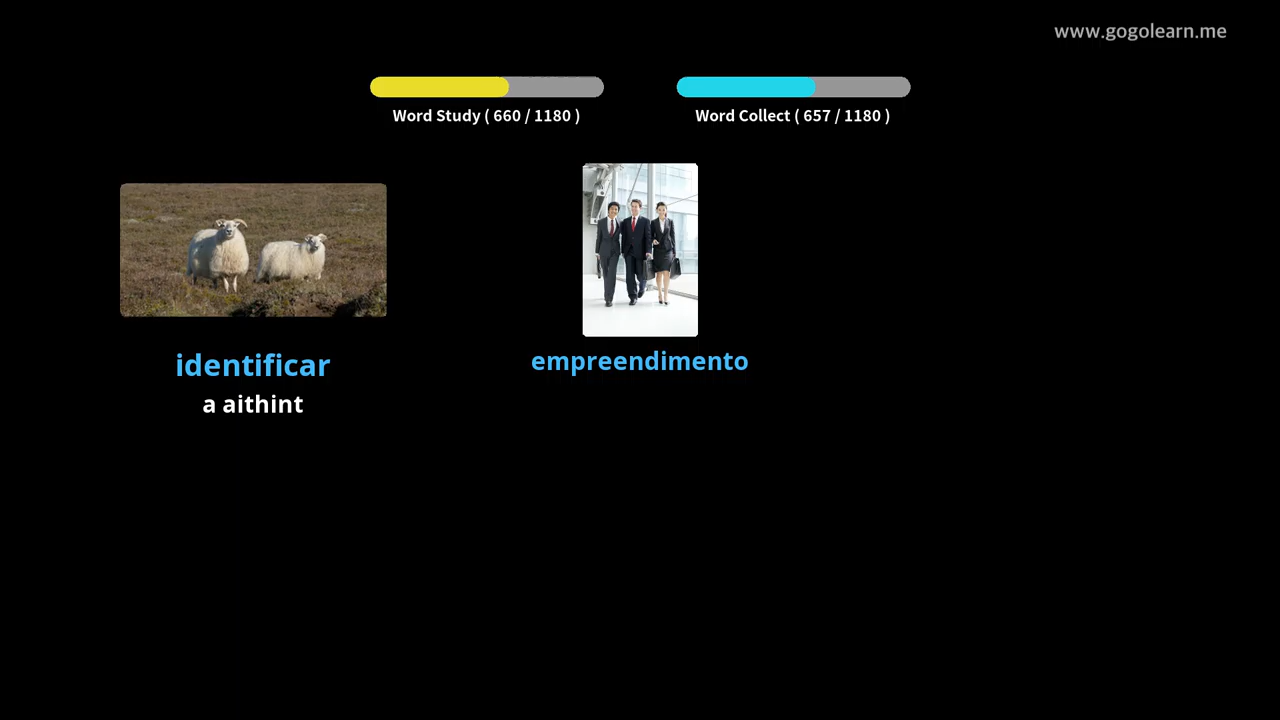 www.gogolearn.me
Word Study ( 660 / 1180 )
Word Collect ( 657 / 1180 )
identificar
a aithint
empreendimento